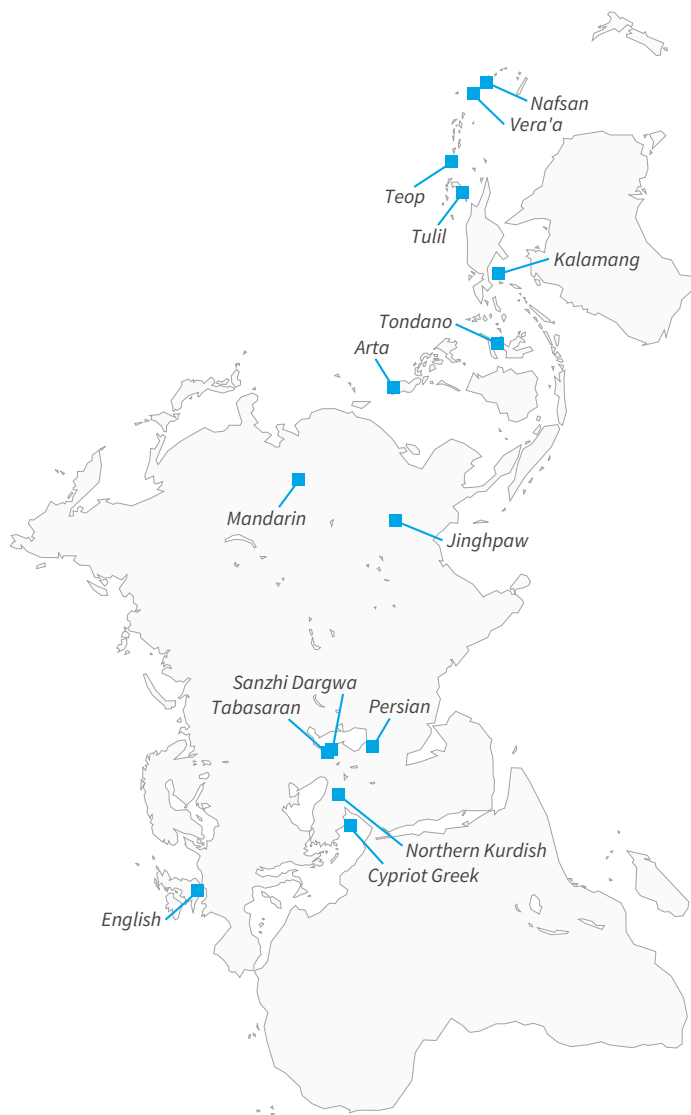 Nafsan
Vera'a
Teop
Tulil
Kalamang
Tondano
Arta
Mandarin
Jinghpaw
Sanzhi Dargwa
Tabasaran
Persian
Northern Kurdish
Cypriot Greek
English